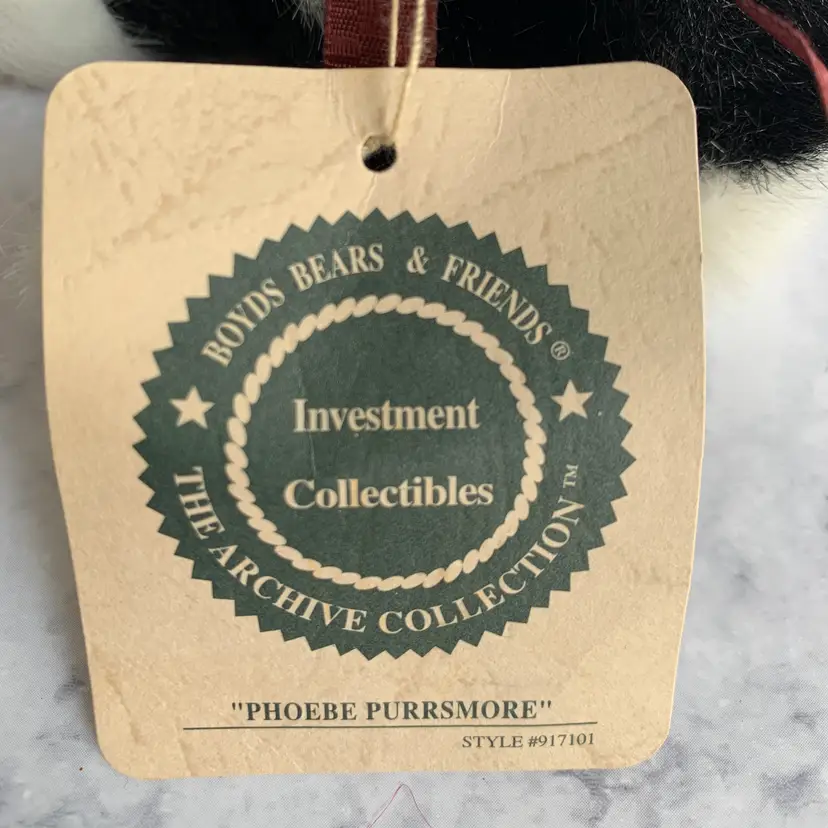 BOYDS BEARS & FRIENDS®
Investment
Collectibles
THE ARCHIVE COLLECTION™
"PHOEBE PURRSMORE"
STYLE #917101